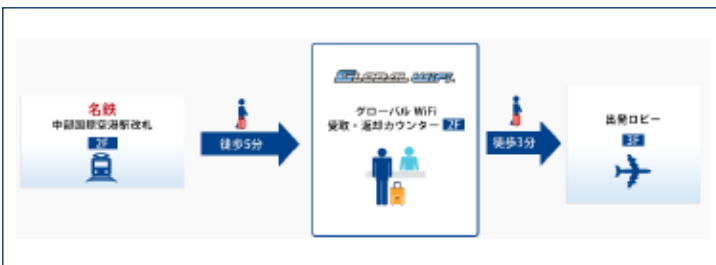 名鉄
中部国際空港駅改札
2F
徒歩5分
GLOBAL WiFi.
グローバル WiFi
受取・返却カウンター 2F
徒歩3分
出発ロビー
3F